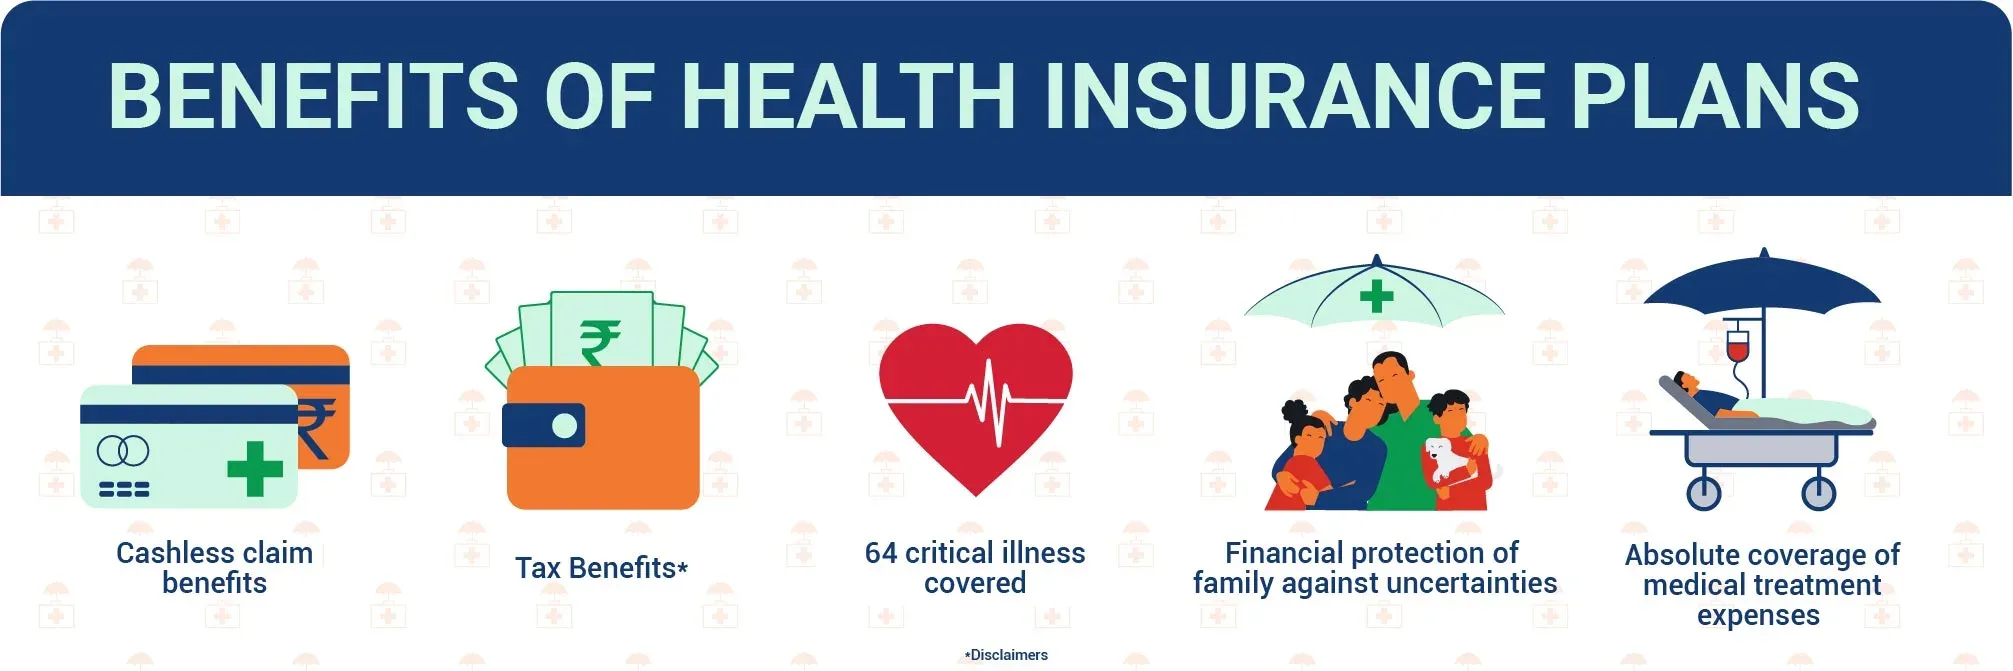 BENEFITS OF HEALTH INSURANCE PLANS
₹
₹
Cashless claim
benefits
Tax Benefits*
64 critical illness
covered
Financial protection of
family against uncertainties
Absolute coverage of
medical treatment
expenses
*Disclaimers